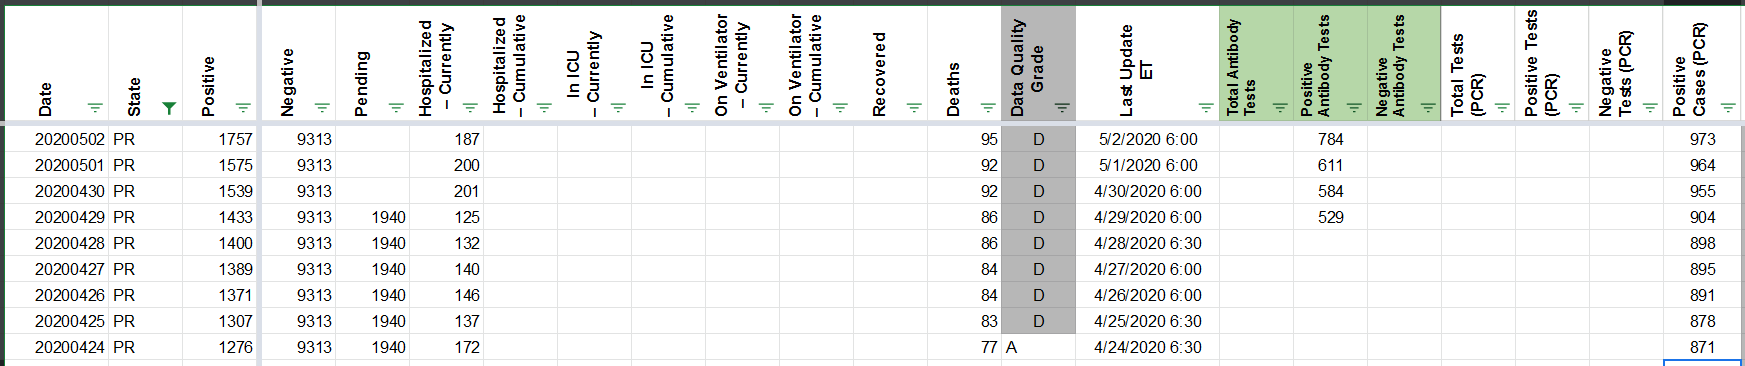 Date State Positive Negative Pending Hospitalized – Currently Hospitalized – Cumulative In ICU – Currently In ICU – Cumulative On Ventilator – Currently On Ventilator – Cumulative Recovered Deaths Data Quality Grade Last Update ET Total Antibody Tests Positive Antibody Tests Negative Antibody Tests Total Tests (PCR) Positive Tests (PCR) Negative Tests (PCR) Positive Cases (PCR)
20200502 PR 1757 9313 187 95 D 5/2/2020 6:00 784 973
20200501 PR 1575 9313 200 92 D 5/1/2020 6:00 611 964
20200430 PR 1539 9313 201 92 D 4/30/2020 6:00 584 955
20200429 PR 1433 9313 1940 125 86 D 4/29/2020 6:00 529 904
20200428 PR 1400 9313 1940 132 86 D 4/28/2020 6:30 898
20200427 PR 1389 9313 1940 140 84 D 4/27/2020 6:00 895
20200426 PR 1371 9313 1940 146 84 D 4/26/2020 6:00 891
20200425 PR 1307 9313 1940 137 83 D 4/25/2020 6:30 878
20200424 PR 1276 9313 1940 172 77 A 4/24/2020 6:30 871